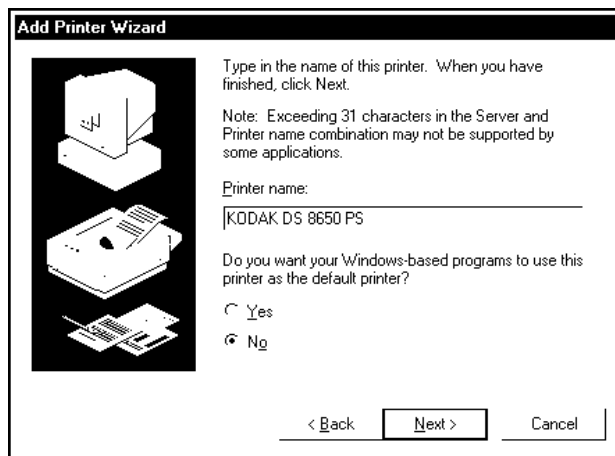 Add Printer Wizard
Type in the name of this printer.  When you have
finished, click Next.
Note:  Exceeding 31 characters in the Server and
Printer name combination may not be supported by
some applications.
Printer name:
KODAK DS 8650 PS
Do you want your Windows-based programs to use this
printer as the default printer?
Yes
No
< Back  Next >  Cancel